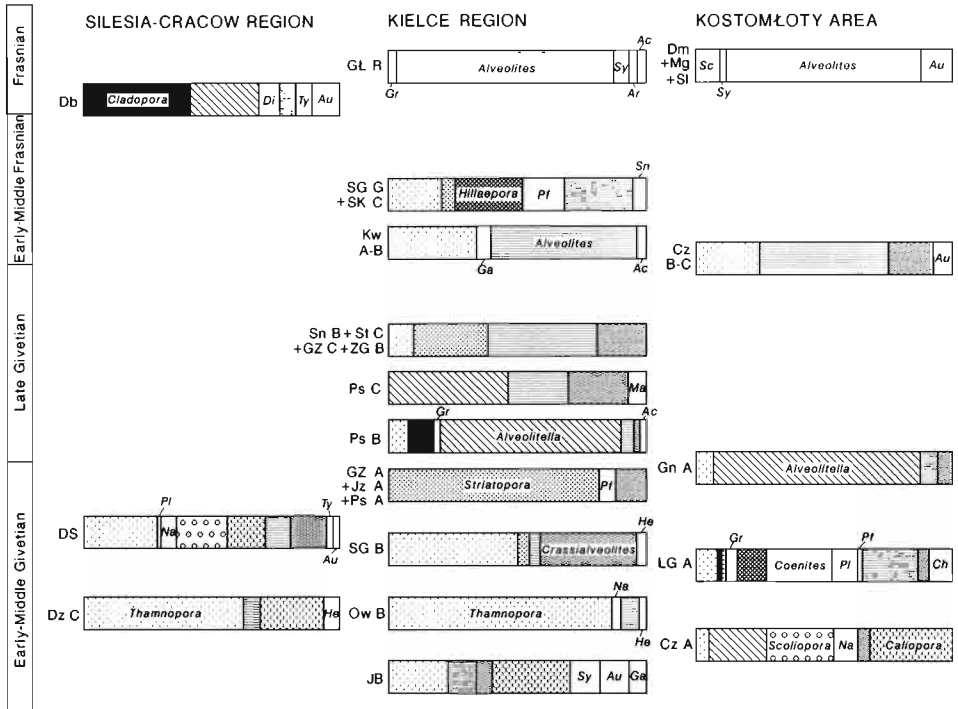 SILESIA-CRACOW REGION
KIELCE REGION
KOSTOMŁOTY AREA
Frasnian
Early-Middle Frasnian
Late Givetian
Early-Middle Givetian
Db
Cladopora
Di
Ty
Au
DS
Pl
Na
Ty
Au
Dz C
Thamnopora
He
GŁ R
Gr
Alveolites
Sy
Ar
Ac
SG G
+SK C
Hillaepora
Pf
Sn
Kw
A-B
Ga
Alveolites
Ac
Sn B + St C
+GZ C +ZG B
Ps C
Ma
Ps B
Gr
Alveolitella
Ac
GZ A
+Jz A
+Ps A
Striatopora
Pf
SG B
Crassialveolites
He
Ow B
Thamnopora
Na
He
JB
Sy
Au
Ga
Dm
+Mg
+Sl
Sc
Sy
Alveolites
Au
Cz
B-C
Au
Gn A
Alveolitella
LG A
Gr
Coenites
Pl
Pf
Ch
Cz A
Scoliopora
Na
Caliopora